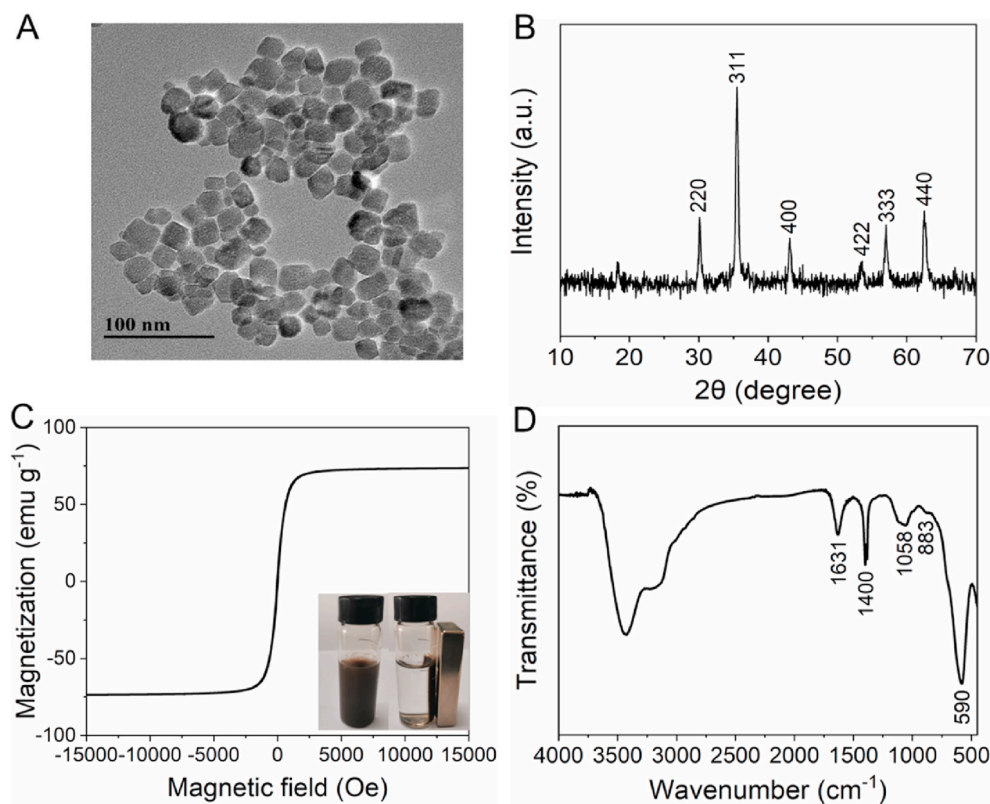 A
100 nm
B
Intensity (a.u.)
220
311
400
422
333
440
10 20 30 40 50 60 70
2θ (degree)
C
Magnetization (emu g⁻¹)
100
50
0
-50
-100
-15000 -10000 -5000 0 5000 10000 15000
Magnetic field (Oe)
D
Transmittance (%)
1631
1400
1058
883
590
4000 3500 3000 2500 2000 1500 1000 500
Wavenumber (cm⁻¹)